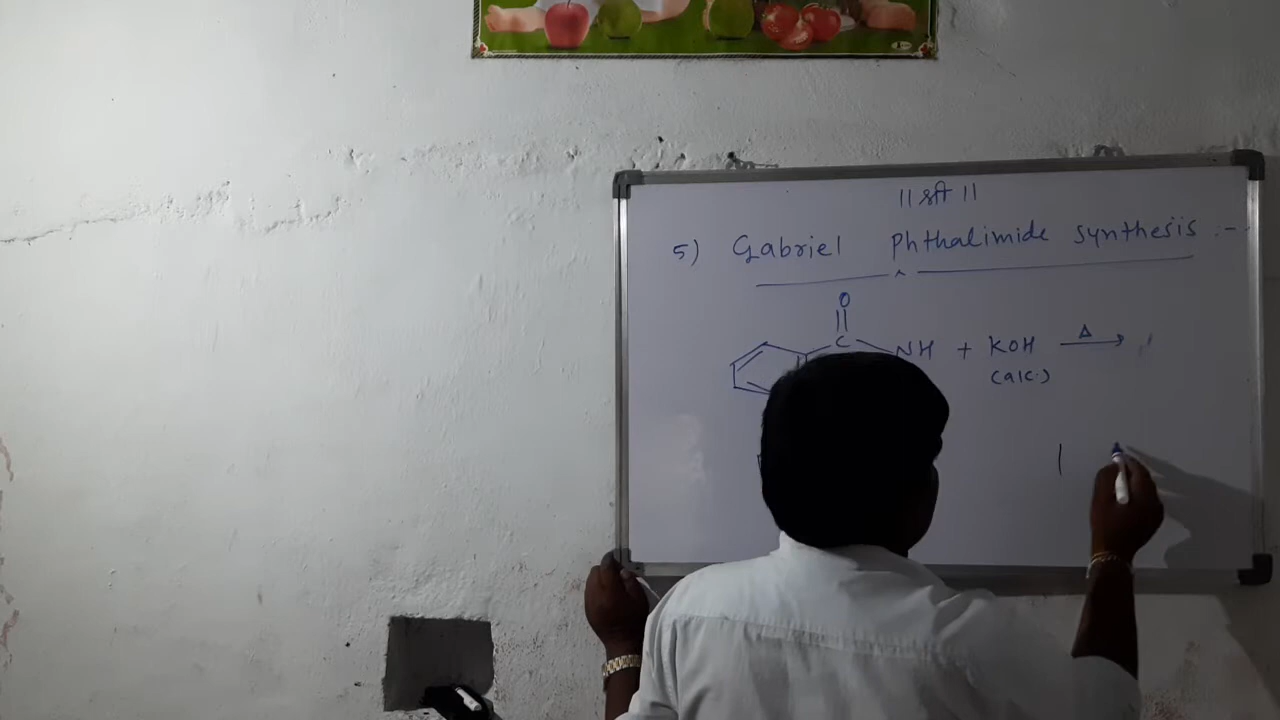 || श्री ||
5) Gabriel Phthalimide synthesis :-
O
C
NH + KOH Δ
(alc.)